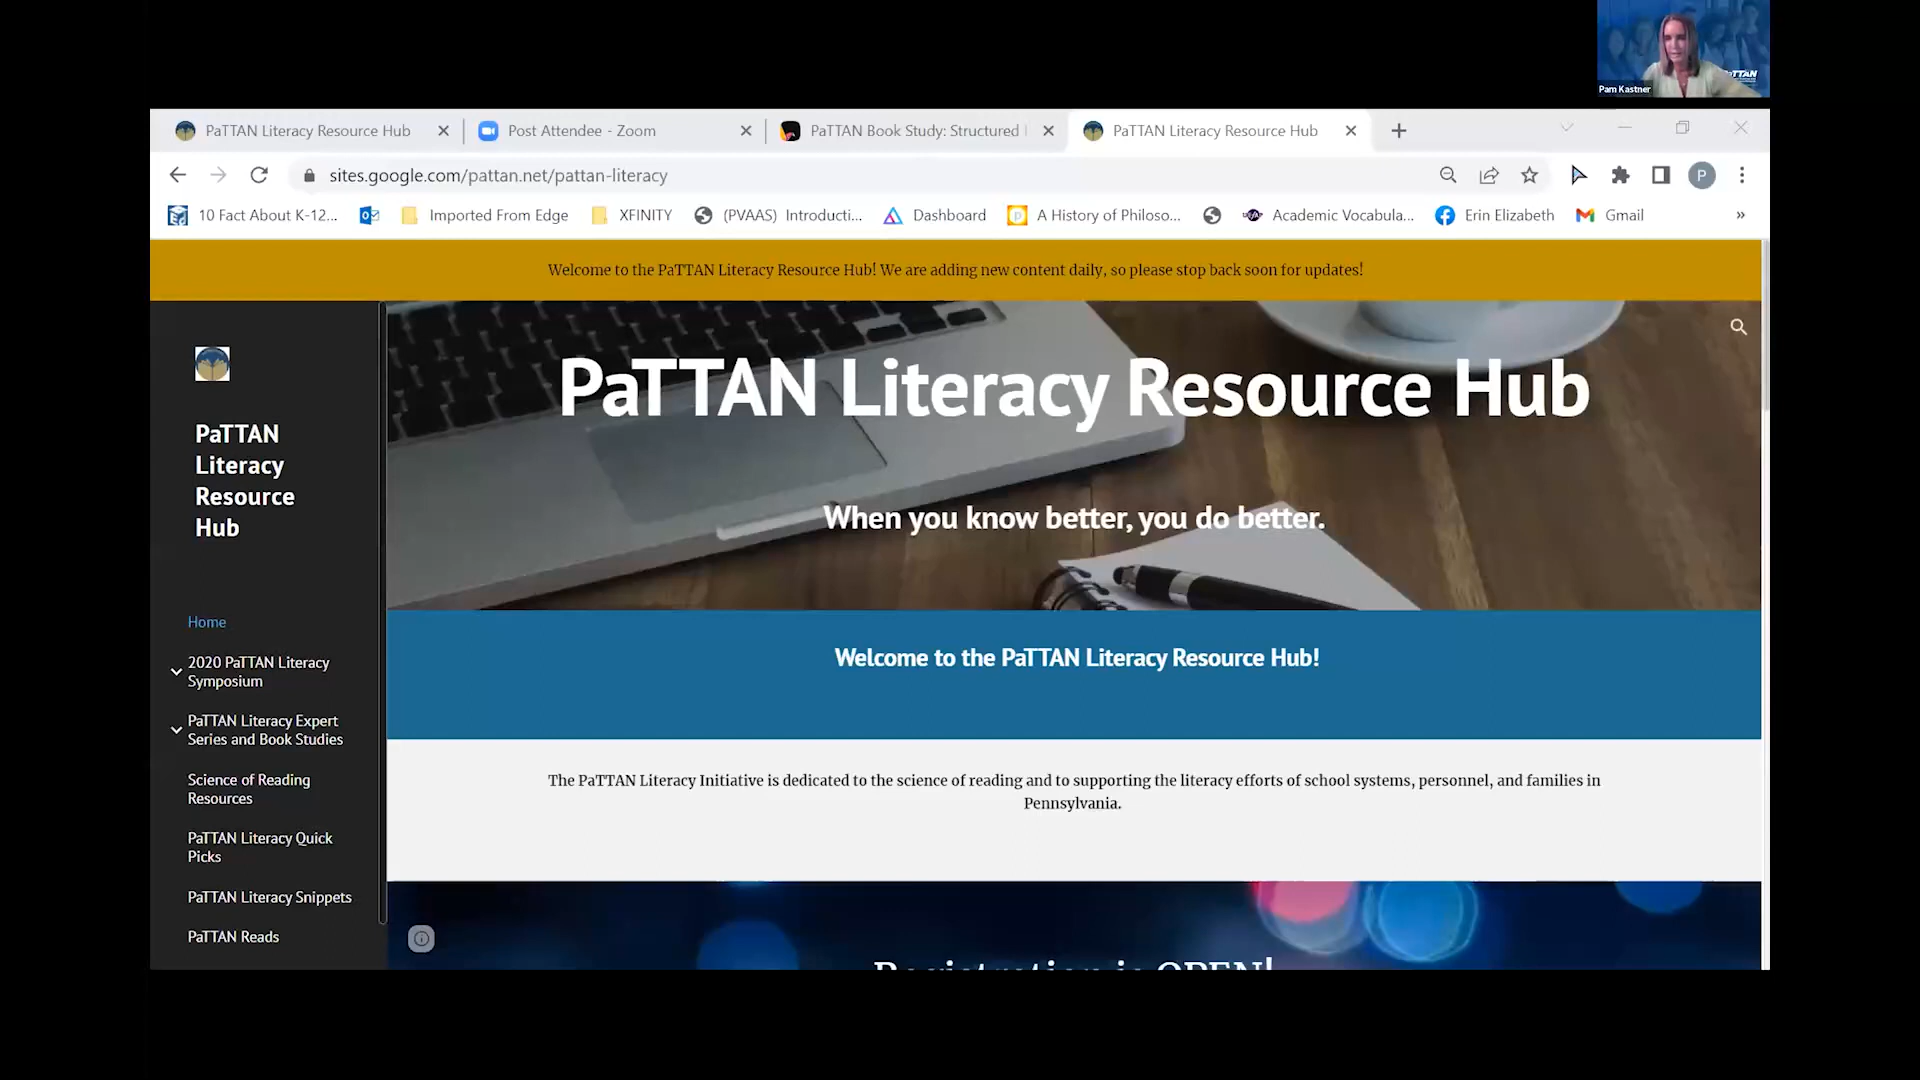 PaTTAN
Pam Kastner
PaTTAN Literacy Resource Hub
Post Attendee - Zoom
PaTTAN Book Study: Structured
PaTTAN Literacy Resource Hub
sites.google.com/pattan.net/pattan-literacy
P
10 Fact About K-12...
Imported From Edge
XFINITY
(PVAAS) Introducti...
Dashboard
A History of Philoso...
Academic Vocabula...
Erin Elizabeth
Gmail
»
Welcome to the PaTTAN Literacy Resource Hub! We are adding new content daily, so please stop back soon for updates!
PaTTAN
Literacy
Resource
Hub
Home
2020 PaTTAN Literacy
Symposium
PaTTAN Literacy Expert
Series and Book Studies
Science of Reading
Resources
PaTTAN Literacy Quick
Picks
PaTTAN Literacy Snippets
PaTTAN Reads
PaTTAN Literacy Resource Hub
When you know better, you do better.
Welcome to the PaTTAN Literacy Resource Hub!
The PaTTAN Literacy Initiative is dedicated to the science of reading and to supporting the literacy efforts of school systems, personnel, and families in
Pennsylvania.
Registration is OPEN!